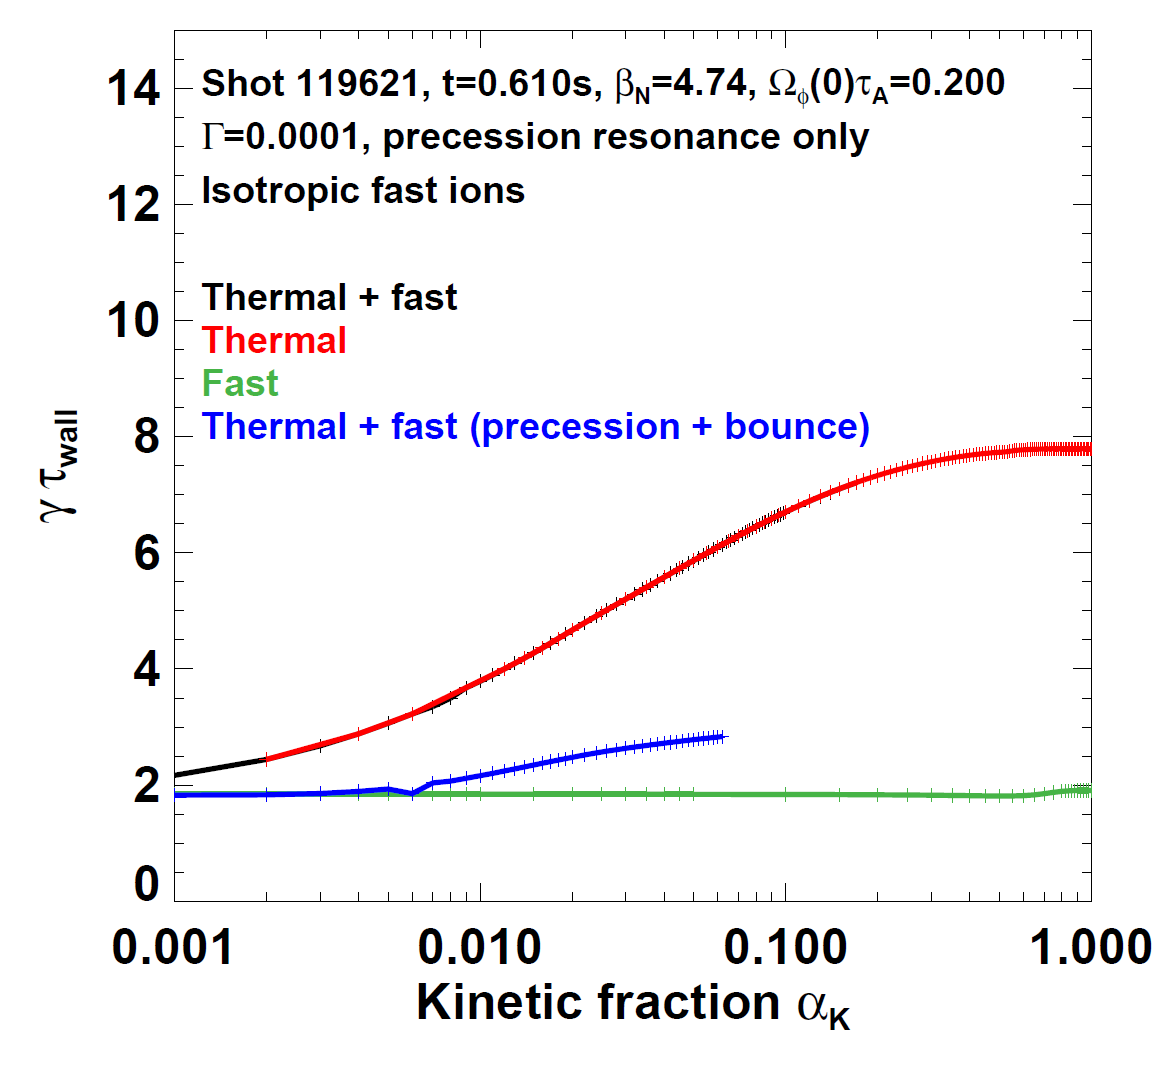 Shot 119621, t=0.610s, βN=4.74, Ωϕ(0)τA=0.200
Γ=0.0001, precession resonance only
Isotropic fast ions
Thermal + fast
Thermal
Fast
Thermal + fast (precession + bounce)
14
12
10
8
6
4
2
0
γ τwall
0.001 0.010 0.100 1.000
Kinetic fraction αK